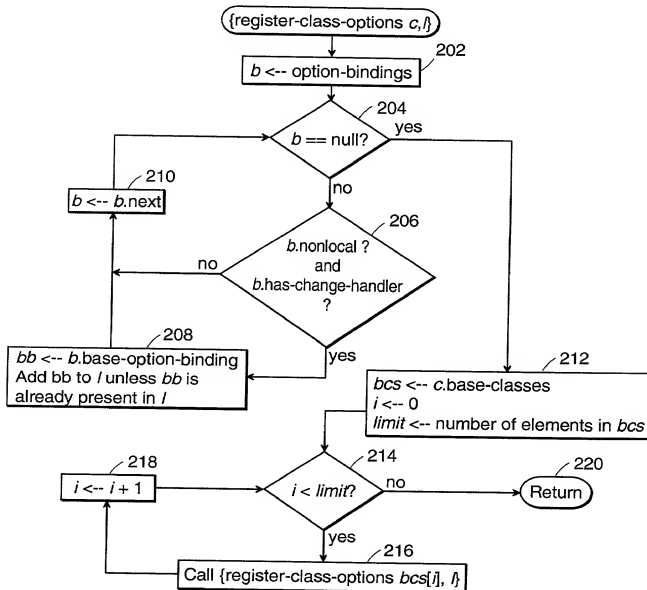 {register-class-options c,l}
202
b <-- option-bindings
204
b == null?
yes
210
b <-- b.next
no
206
b.nonlocal ?
and
b.has-change-handler
?
no
yes
208
bb <-- b.base-option-binding
Add bb to l unless bb is
already present in l
212
bcs <-- c.base-classes
i <-- 0
limit <-- number of elements in bcs
218
i <-- i + 1
214
i < limit?
no
220
Return
yes
216
Call {register-class-options bcs[i], l}